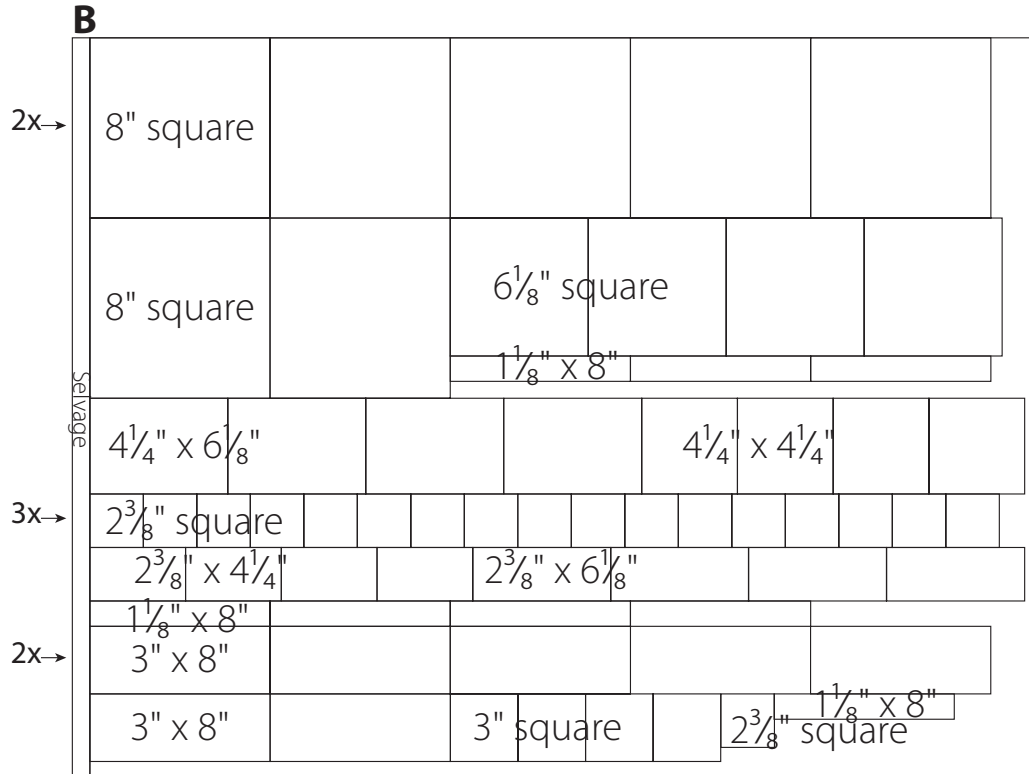 B
2x→
8" square
8" square
6⅛" square
1⅛" x 8"
Selvage
4¼" x 6⅛"
4¼" x 4¼"
3x→
2⅜" square
2⅜" x 4¼"
2⅜" x 6⅛"
1⅛" x 8"
2x→
3" x 8"
3" x 8"
3" square
1⅛" x 8"
2⅜" square